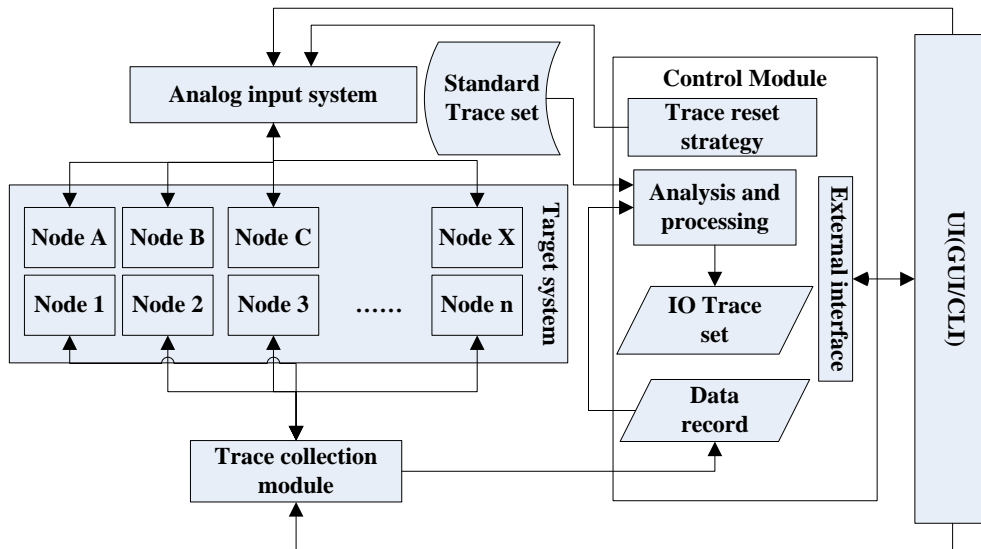 Analog input system
Standard
Trace set
Control Module
Trace reset
strategy
Analysis and
processing
IO Trace
set
Data
record
External interface
UI(GUI/CLI)
Target system
Node A
Node B
Node C
Node X
Node 1
Node 2
Node 3
……
Node n
Trace collection
module